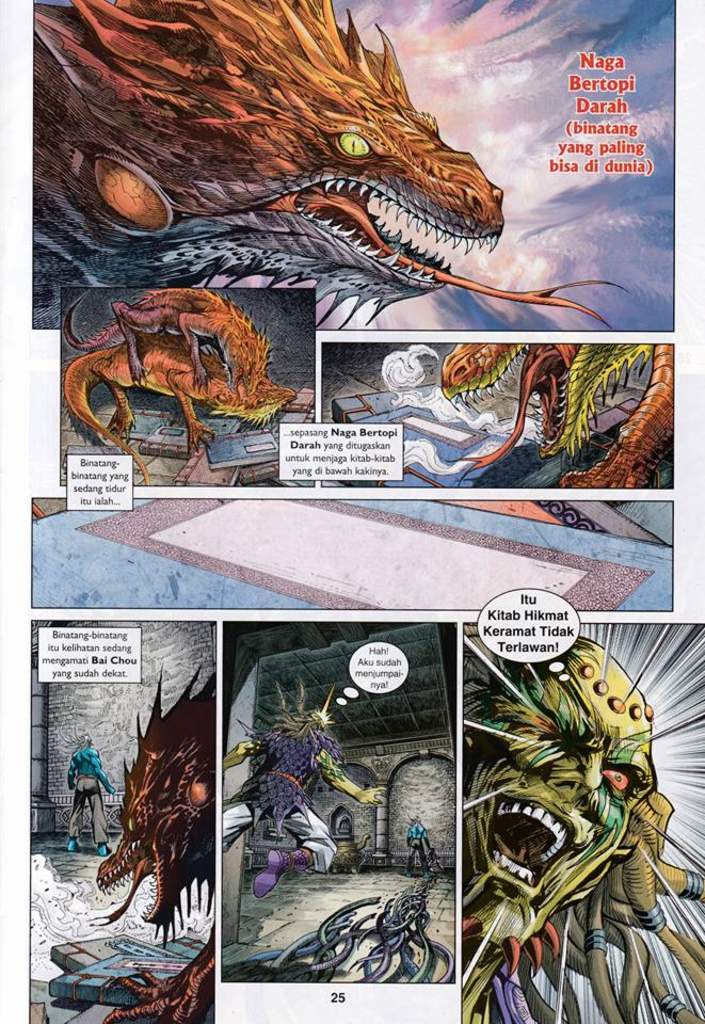 Naga
Bertopi
Darah
(binatang
yang paling
bisa di dunia)
Binatang-
binatang yang
sedang tidur
itu ialah...
...sepasang Naga Bertopi
Darah yang ditugaskan
untuk menjaga kitab-kitab
yang di bawah kakinya.
Itu
Kitab Hikmat
Keramat Tidak
Terlawan!
Binatang-binatang
itu kelihatan sedang
mengamati Bai Chou
yang sudah dekat.
Hah!
Aku sudah
menjumpai-
nya!
25